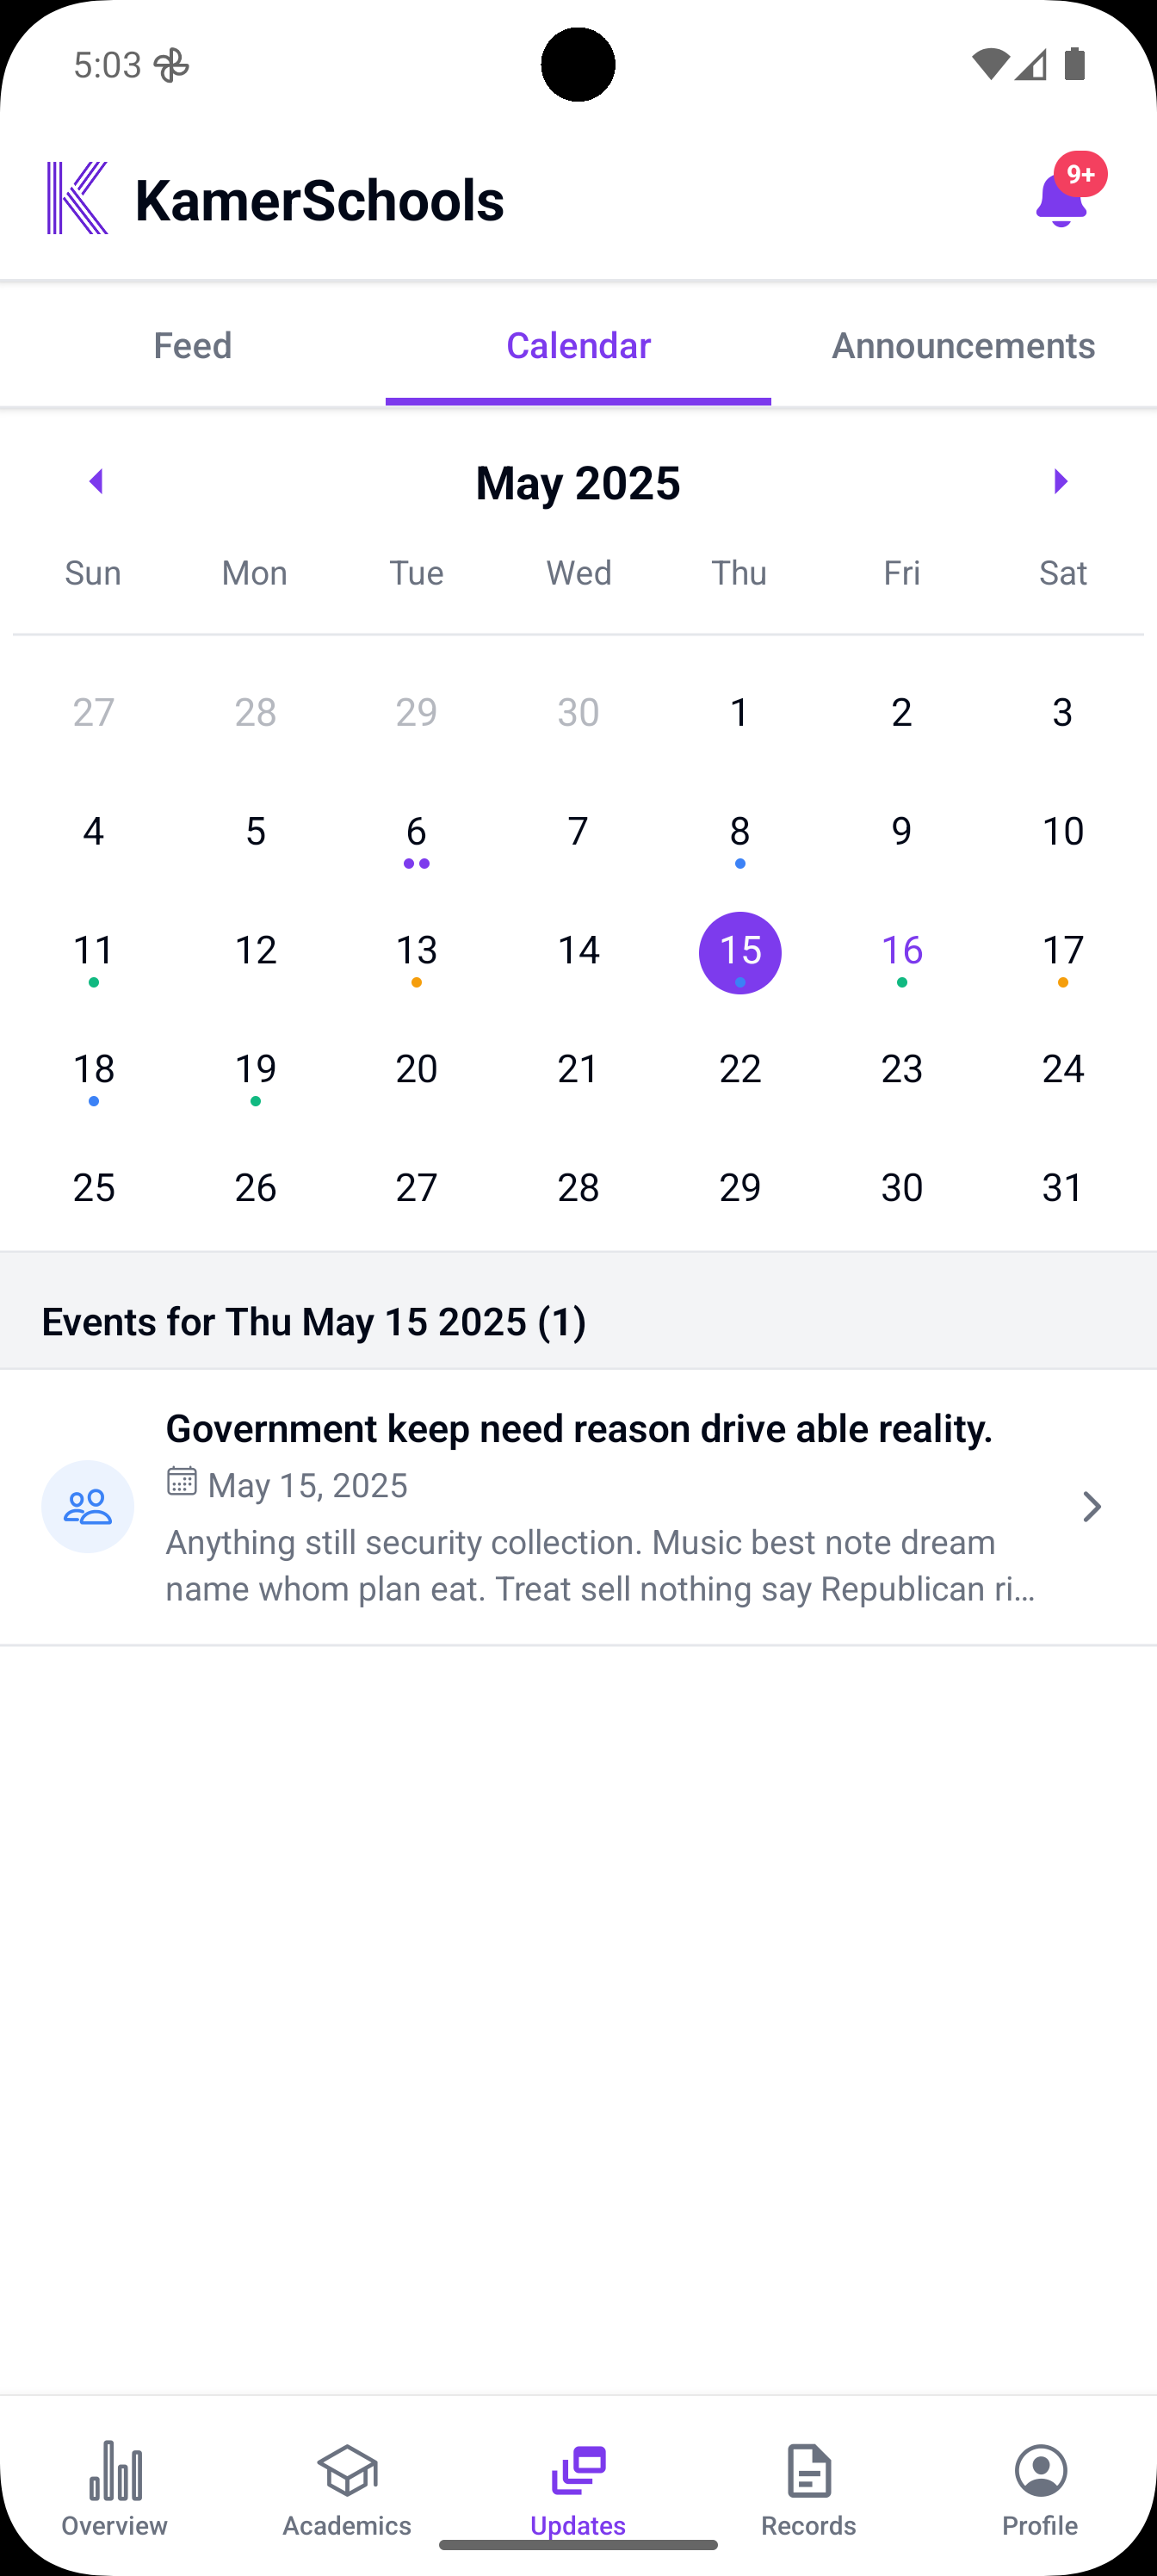 5:03
KamerSchools
9+
Feed Calendar Announcements
May 2025
Sun Mon Tue Wed Thu Fri Sat
27 28 29 30 1 2 3
4 5 6 7 8 9 10
11 12 13 14 15 16 17
18 19 20 21 22 23 24
25 26 27 28 29 30 31
Events for Thu May 15 2025 (1)
Government keep need reason drive able reality.
May 15, 2025
Anything still security collection. Music best note dream
name whom plan eat. Treat sell nothing say Republican ri...
Overview Academics Updates Records Profile